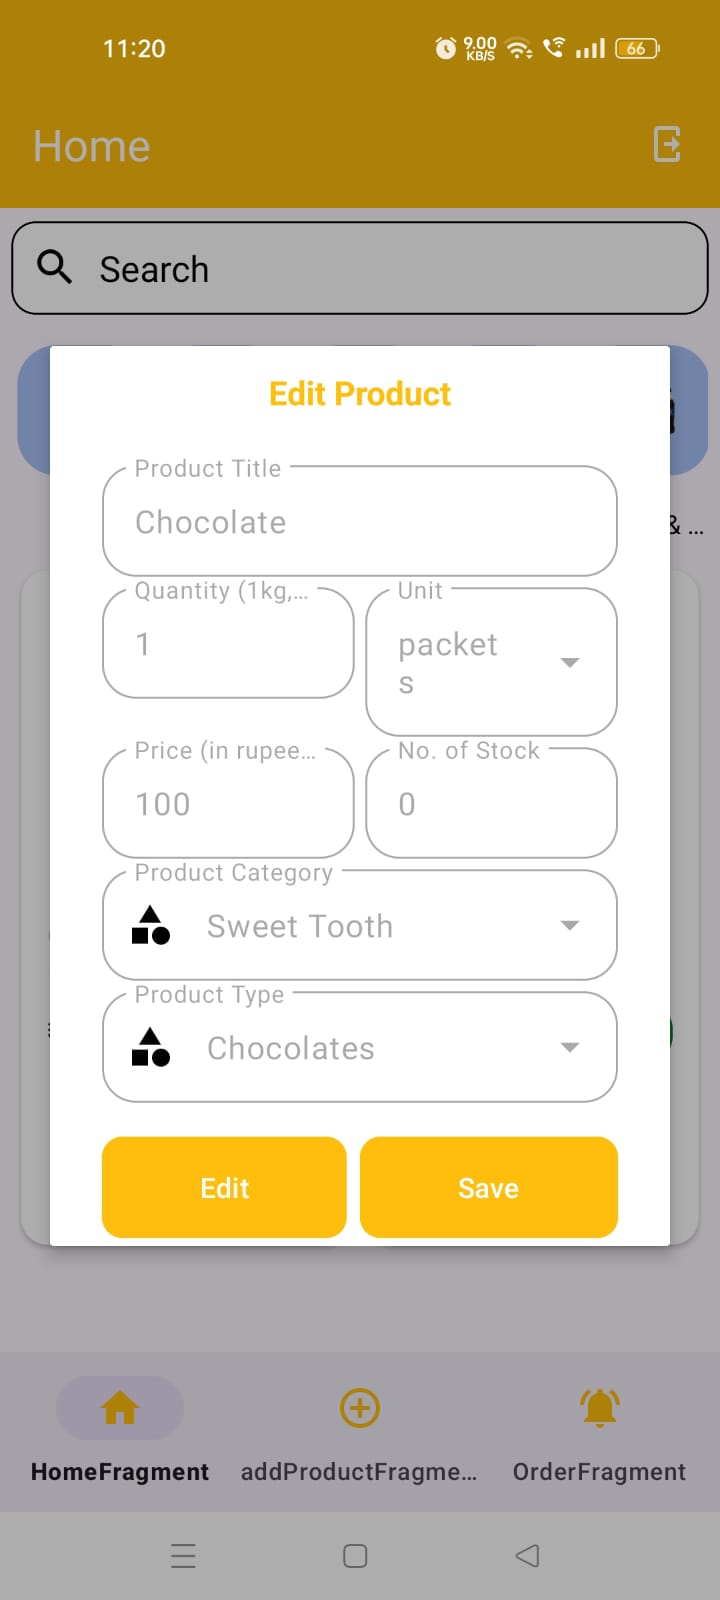 11:20
9.00
KB/S
66
Home
Search
Edit Product
Product Title
Chocolate
& ...
Quantity (1kg,...
1
Unit
packet
s
Price (in rupee...
100
No. of Stock
0
Product Category
Sweet Tooth
Product Type
Chocolates
Edit
Save
HomeFragment
addProductFragme...
OrderFragment